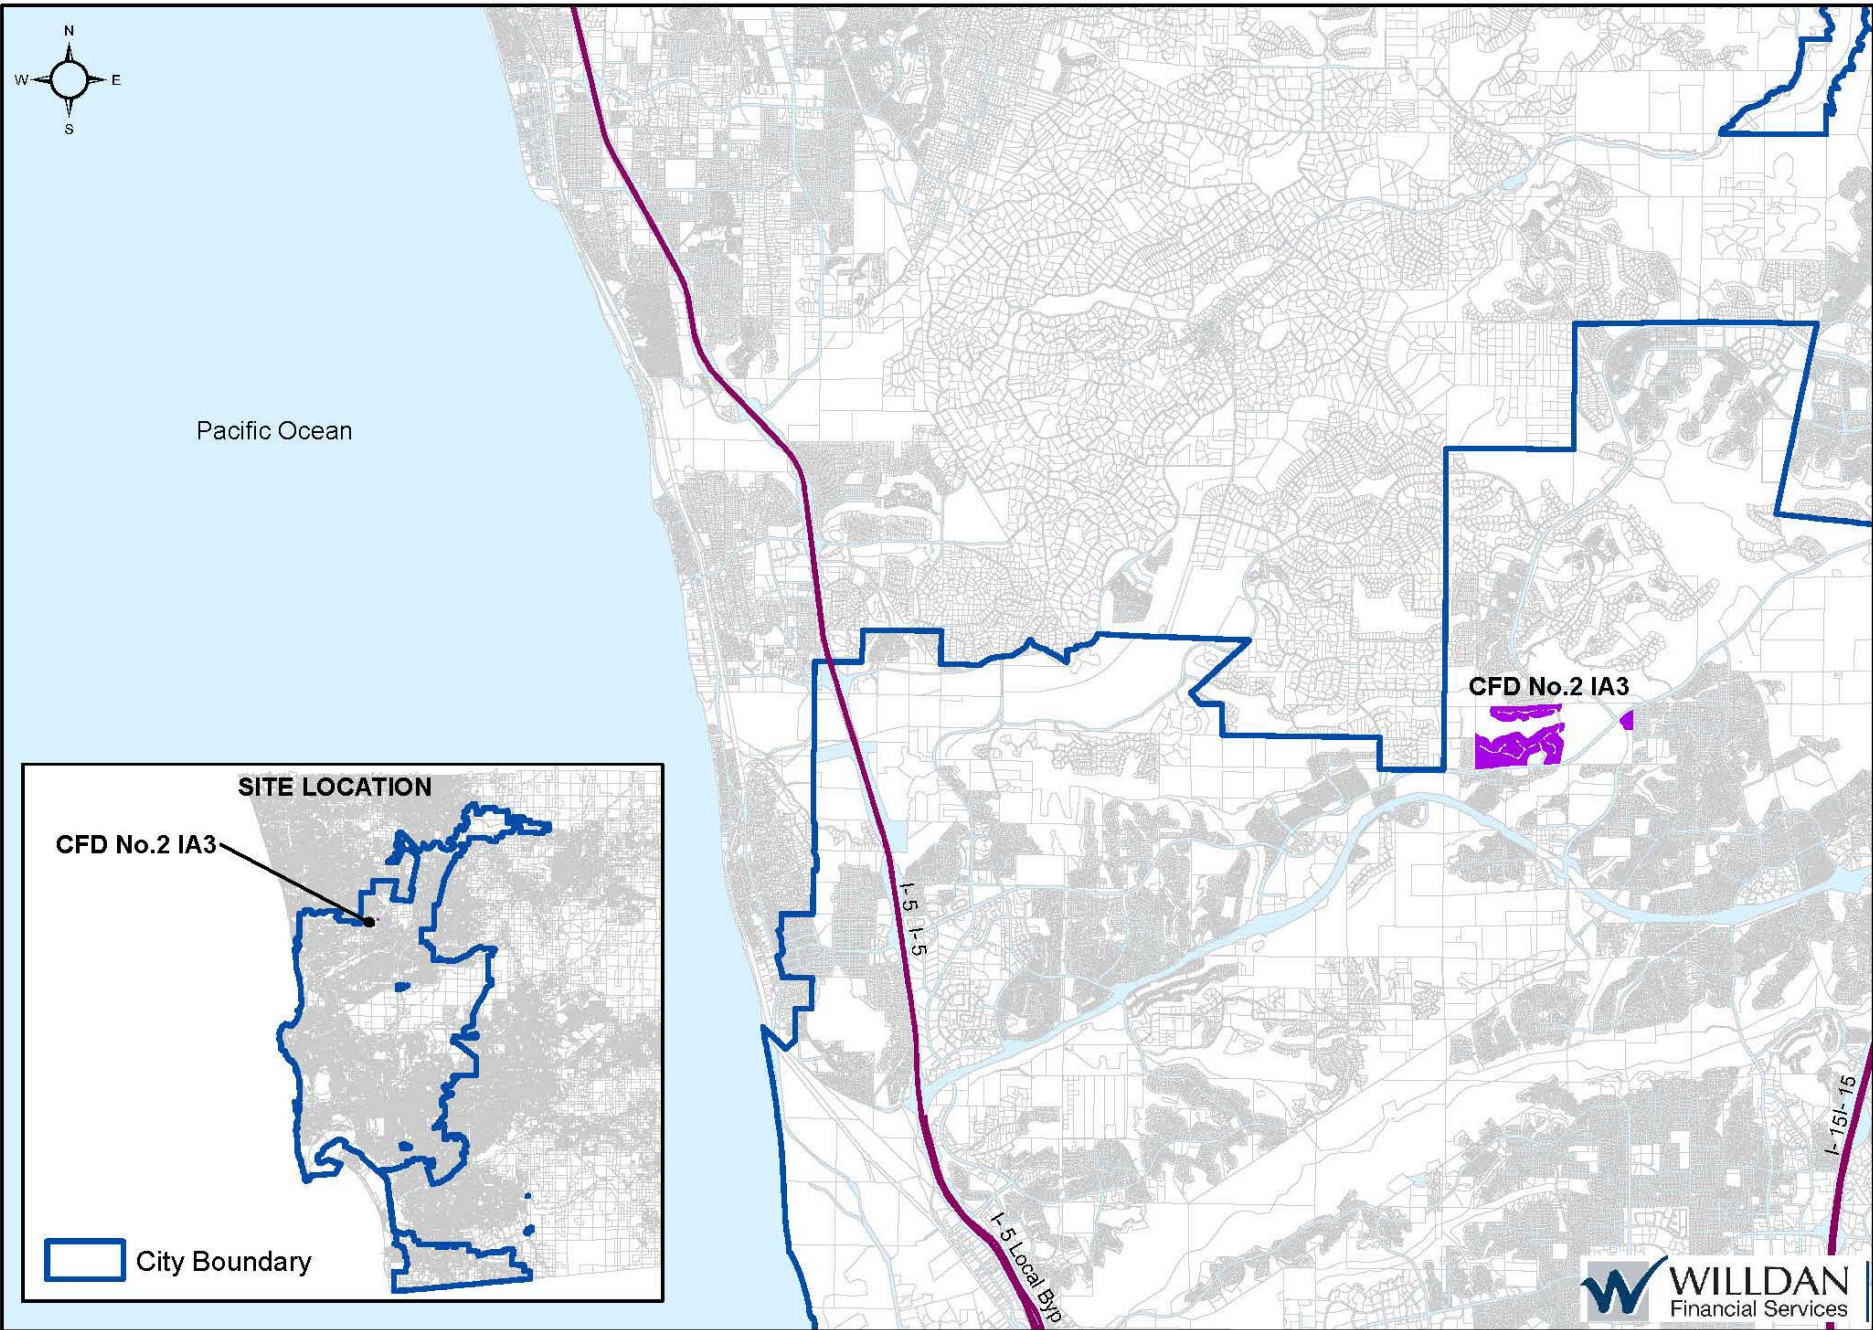 N
W E
S
Pacific Ocean
CFD No.2 IA3
SITE LOCATION
CFD No.2 IA3
City Boundary
I-5 I-5
I-5 Local Byp
I-15I-15
WILLDAN
Financial Services